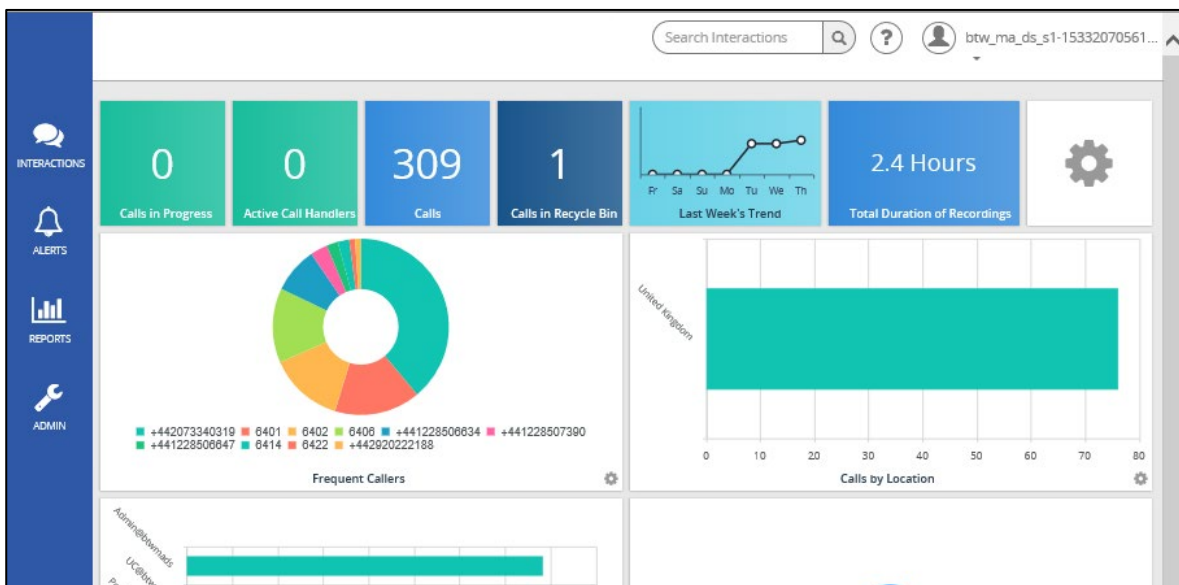 Search Interactions
?
btw_ma_ds_s1-15332070561...
INTERACTIONS
ALERTS
REPORTS
ADMIN
0
Calls in Progress
0
Active Call Handlers
309
Calls
1
Calls in Recycle Bin
Fr Sa Su Mo Tu We Th
Last Week's Trend
2.4 Hours
Total Duration of Recordings
+442073340319 6401 6402 6406 +441228506634 +441228507390
+441228506647 6414 6422 +442920222188
Frequent Callers
United Kingdom
0 10 20 30 40 50 60 70 80
Calls by Location
Admin@btwmads